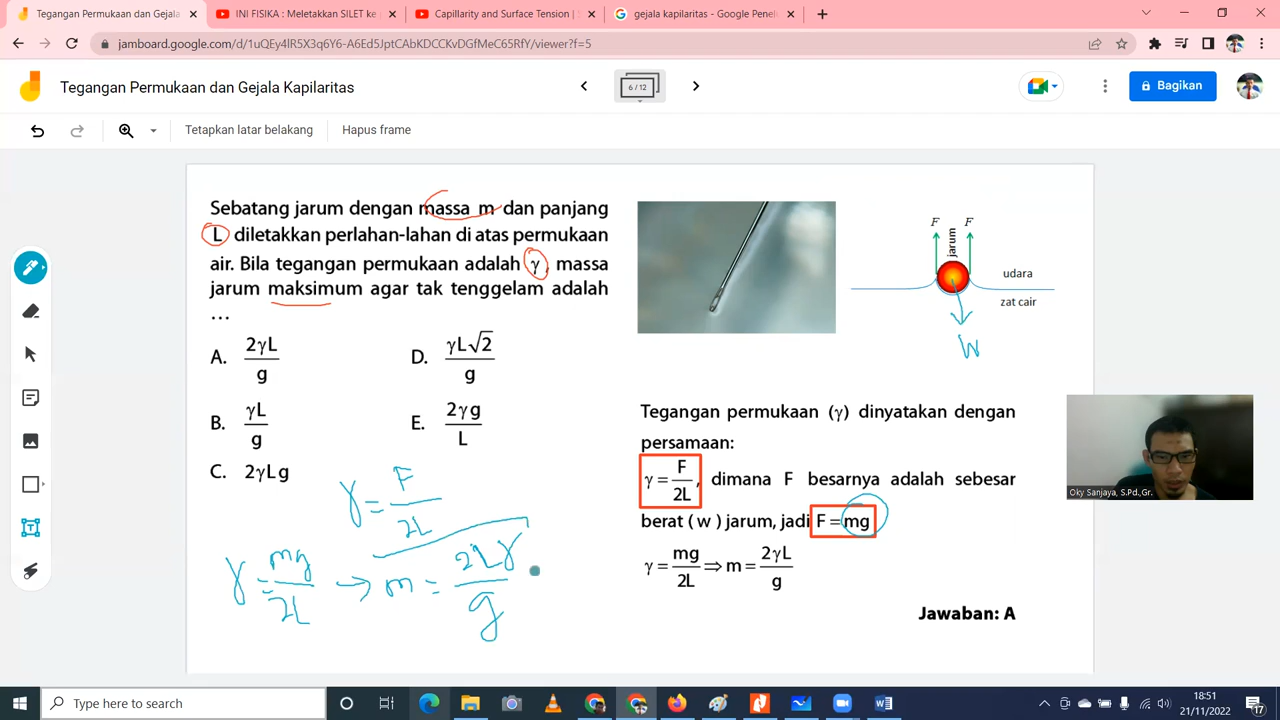 Tegangan Permukaan dan Gejala
INI FISIKA : Meletakkan SILET ke
Capillarity and Surface Tension |
gejala kapilaritas - Google Penel
jamboard.google.com/d/1uQEy4lR5X3q6Y6-A6Ed5JptCAbKDCCKvDGfMeC65RfY/viewer?f=5
Tegangan Permukaan dan Gejala Kapilaritas
6 / 12
Bagikan
Tetapkan latar belakang
Hapus frame
Sebatang jarum dengan massa m dan panjang
L diletakkan perlahan-lahan di atas permukaan
air. Bila tegangan permukaan adalah γ, massa
jarum maksimum agar tak tenggelam adalah
…
A. 2γL/g
B. γL/g
C. 2γLg
D. γL√2/g
E. 2γg/L
γ = F/2L
γ = mg/2L → m = 2Lγ/g
F F
jarum
udara
zat cair
W
Tegangan permukaan (γ) dinyatakan dengan
persamaan:
γ = F/2L, dimana F besarnya adalah sebesar
berat ( w ) jarum, jadi F = mg
γ = mg/2L ⇒ m = 2γL/g
Jawaban: A
Oky Sanjaya, S.Pd.,Gr.
Type here to search
18:51
21/11/2022
17